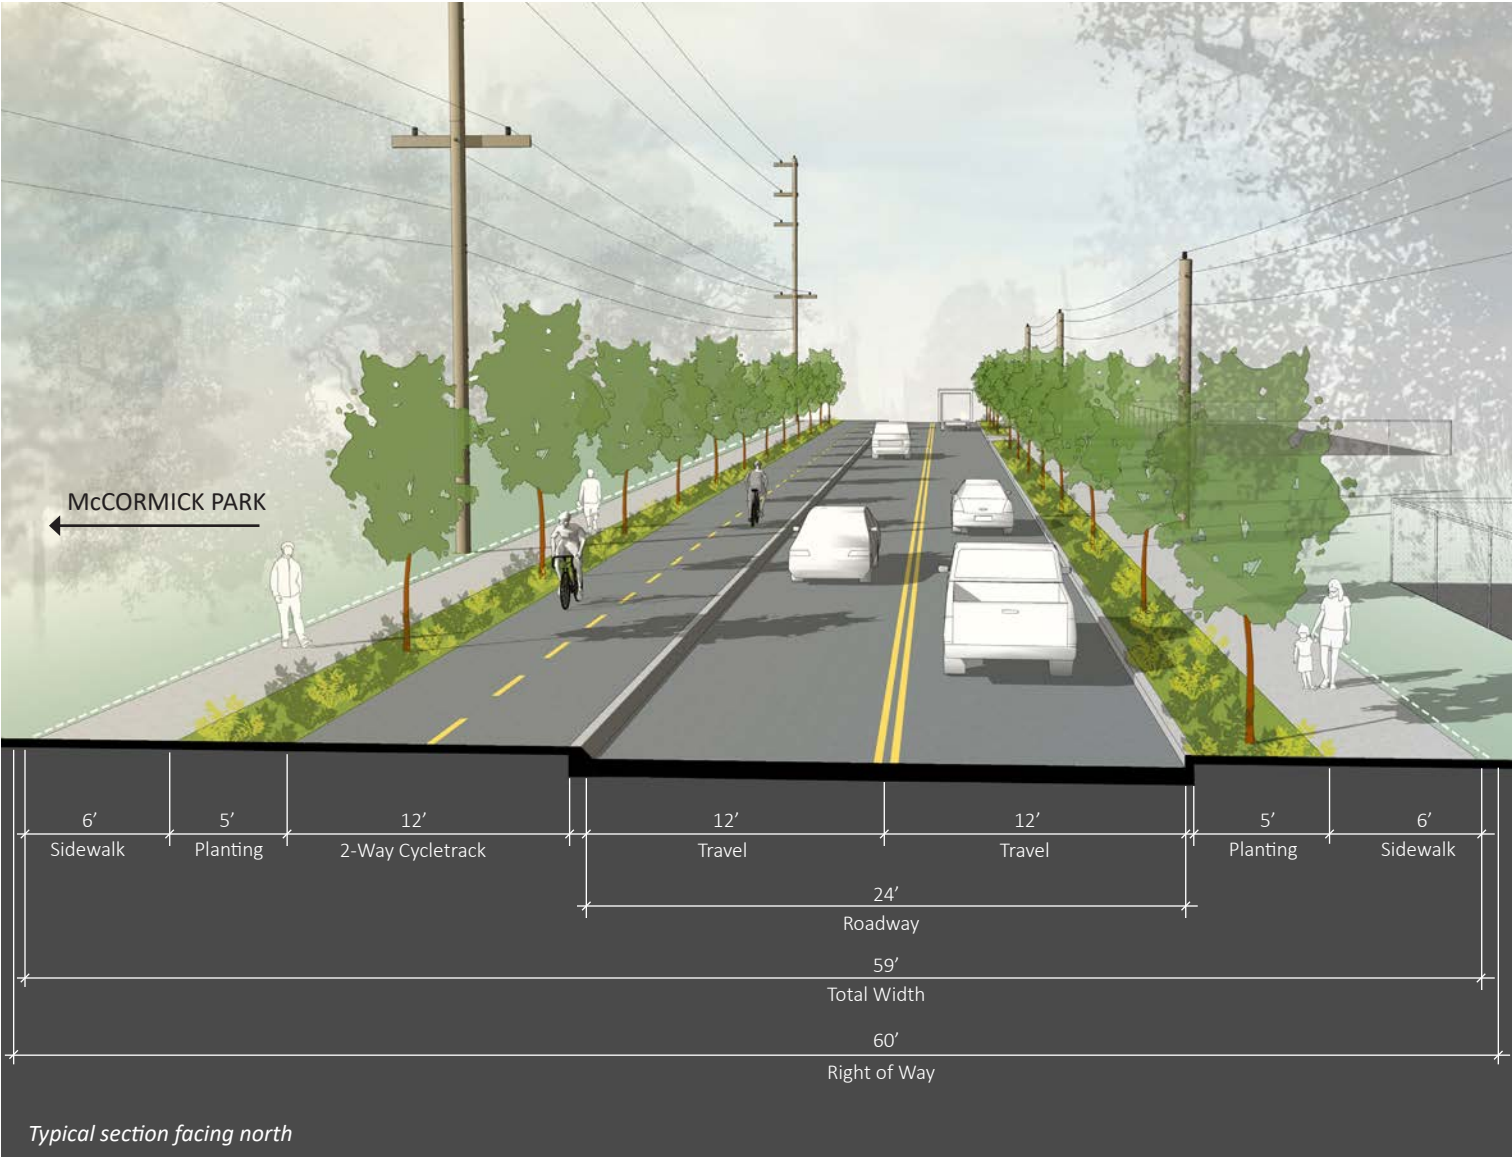 McCORMICK PARK
6’ 5’ 12’ 12’ 12’ 5’ 6’
Sidewalk Planting 2-Way Cycletrack Travel Travel Planting Sidewalk
24’
Roadway
59’
Total Width
60’
Right of Way
Typical section facing north